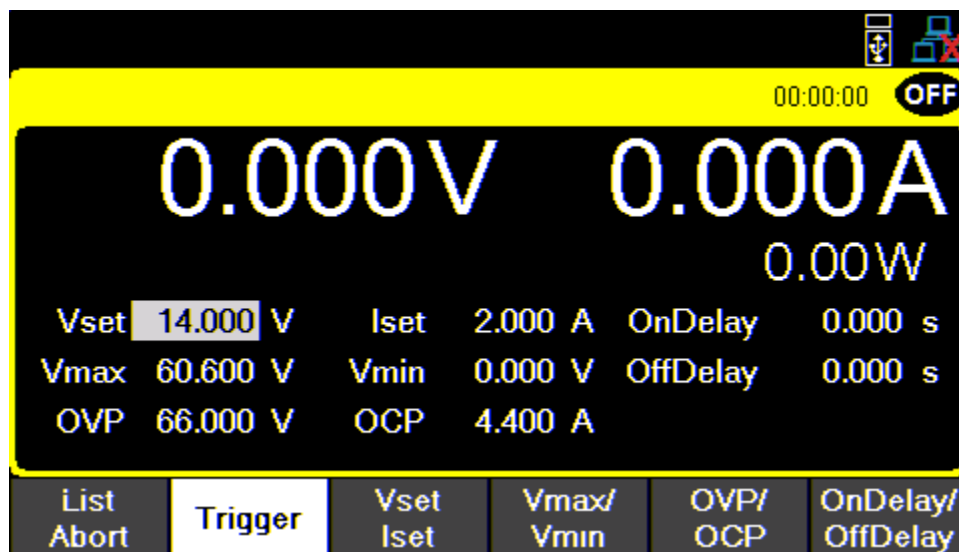 00:00:00 OFF
0.000V 0.000A
0.00W
Vset 14.000 V Iset 2.000 A OnDelay 0.000 s
Vmax 60.600 V Vmin 0.000 V OffDelay 0.000 s
OVP 66.000 V OCP 4.400 A
List Abort
Trigger
Vset Iset
Vmax/ Vmin
OVP/ OCP
OnDelay/ OffDelay